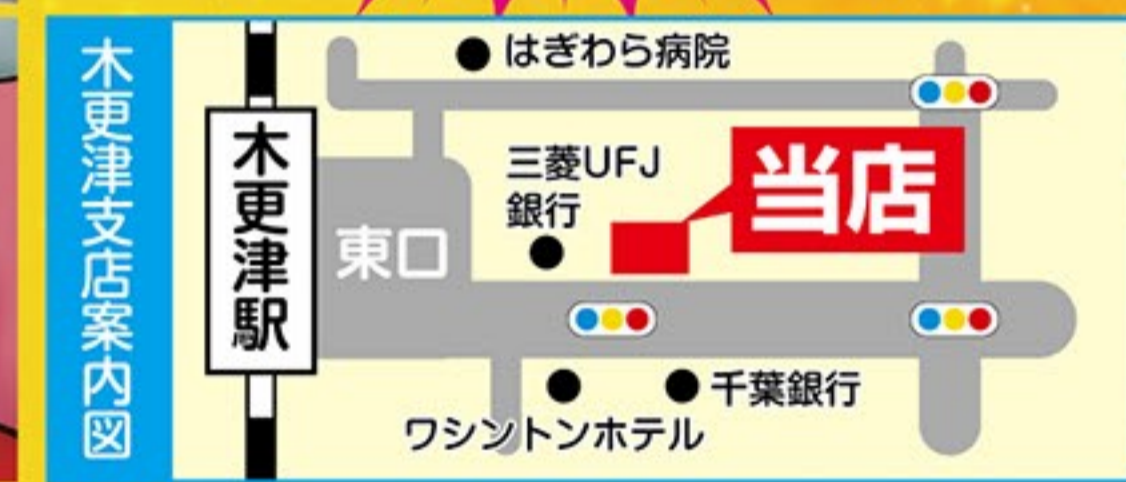 木更津支店案内図
はぎわら病院
木更津駅
三菱UFJ
銀行
当店
東口
千葉銀行
ワシントンホテル